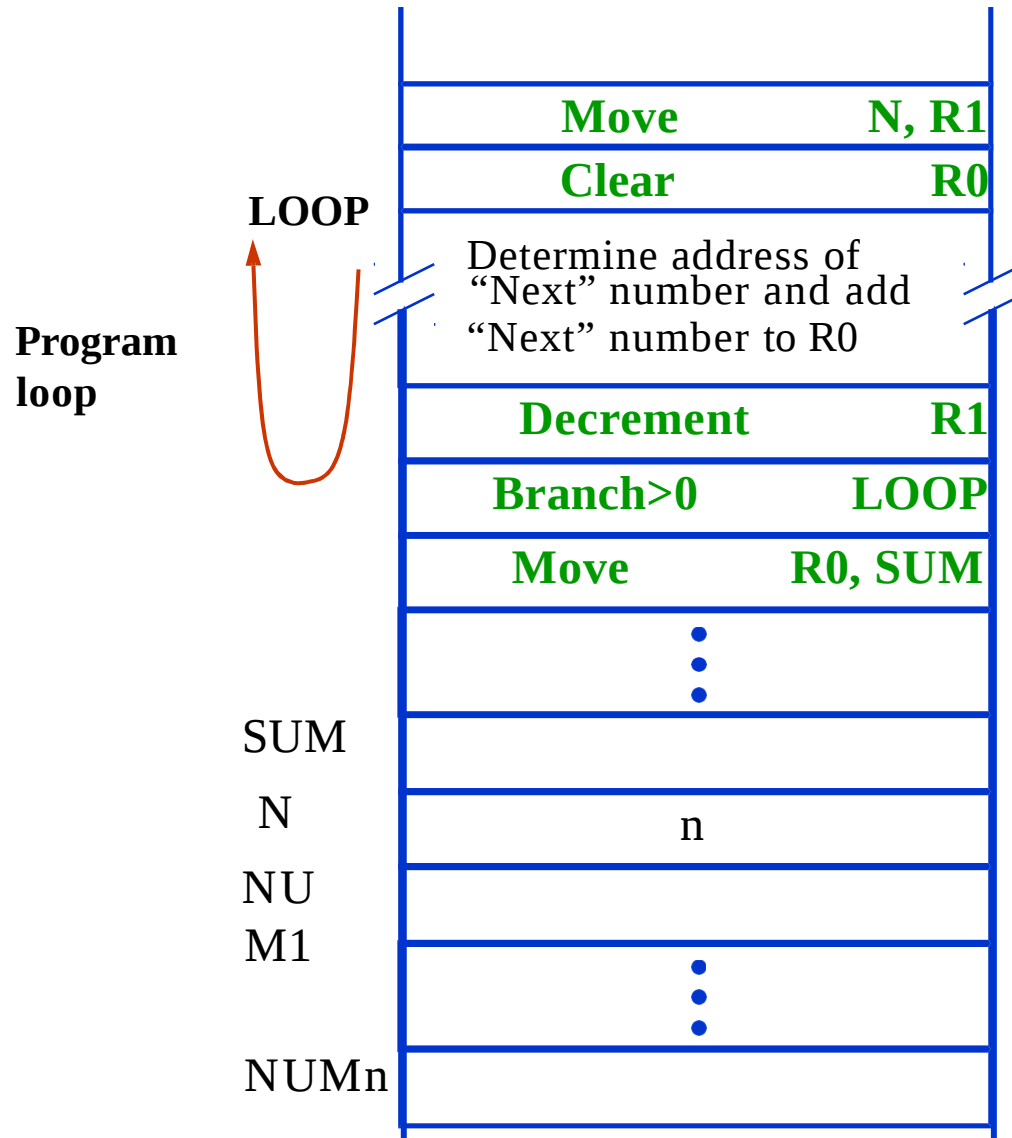 Move N, R1
Clear R0
LOOP
Determine address of
“Next” number and add
“Next” number to R0
Program
loop
Decrement R1
Branch>0 LOOP
Move R0, SUM
SUM
N n
NU
M1
NUMn